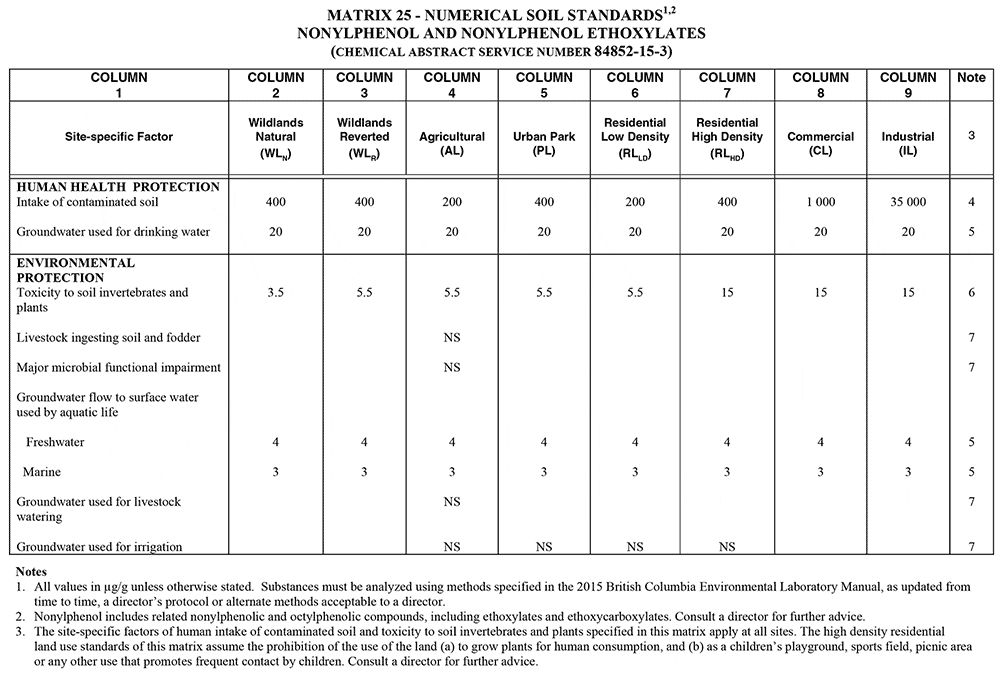 MATRIX 25 - NUMERICAL SOIL STANDARDS1,2
NONYLPHENOL AND NONYLPHENOL ETHOXYLATES
(CHEMICAL ABSTRACT SERVICE NUMBER 84852-15-3)
COLUMN 1 COLUMN 2 COLUMN 3 COLUMN 4 COLUMN 5 COLUMN 6 COLUMN 7 COLUMN 8 COLUMN 9 Note
Site-specific Factor Wildlands Natural (WLN) Wildlands Reverted (WLR) Agricultural (AL) Urban Park (PL) Residential Low Density (RLLD) Residential High Density (RLHD) Commercial (CL) Industrial (IL) 3
HUMAN HEALTH PROTECTION
Intake of contaminated soil 400 400 200 400 200 400 1 000 35 000 4
Groundwater used for drinking water 20 20 20 20 20 20 20 20 5
ENVIRONMENTAL
PROTECTION
Toxicity to soil invertebrates and 3.5 5.5 5.5 5.5 5.5 15 15 15 6
plants
Livestock ingesting soil and fodder NS 7
Major microbial functional impairment NS 7
Groundwater flow to surface water
used by aquatic life
Freshwater 4 4 4 4 4 4 4 4 5
Marine 3 3 3 3 3 3 3 3 5
Groundwater used for livestock NS 7
watering
Groundwater used for irrigation NS NS NS NS 7
Notes
1. All values in µg/g unless otherwise stated. Substances must be analyzed using methods specified in the 2015 British Columbia Environmental Laboratory Manual, as updated from
time to time, a director's protocol or alternate methods acceptable to a director.
2. Nonylphenol includes related nonylphenolic and octylphenolic compounds, including ethoxylates and ethoxycarboxylates. Consult a director for further advice.
3. The site-specific factors of human intake of contaminated soil and toxicity to soil invertebrates and plants specified in this matrix apply at all sites. The high density residential
land use standards of this matrix assume the prohibition of the use of the land (a) to grow plants for human consumption, and (b) as a children's playground, sports field, picnic area
or any other use that promotes frequent contact by children. Consult a director for further advice.